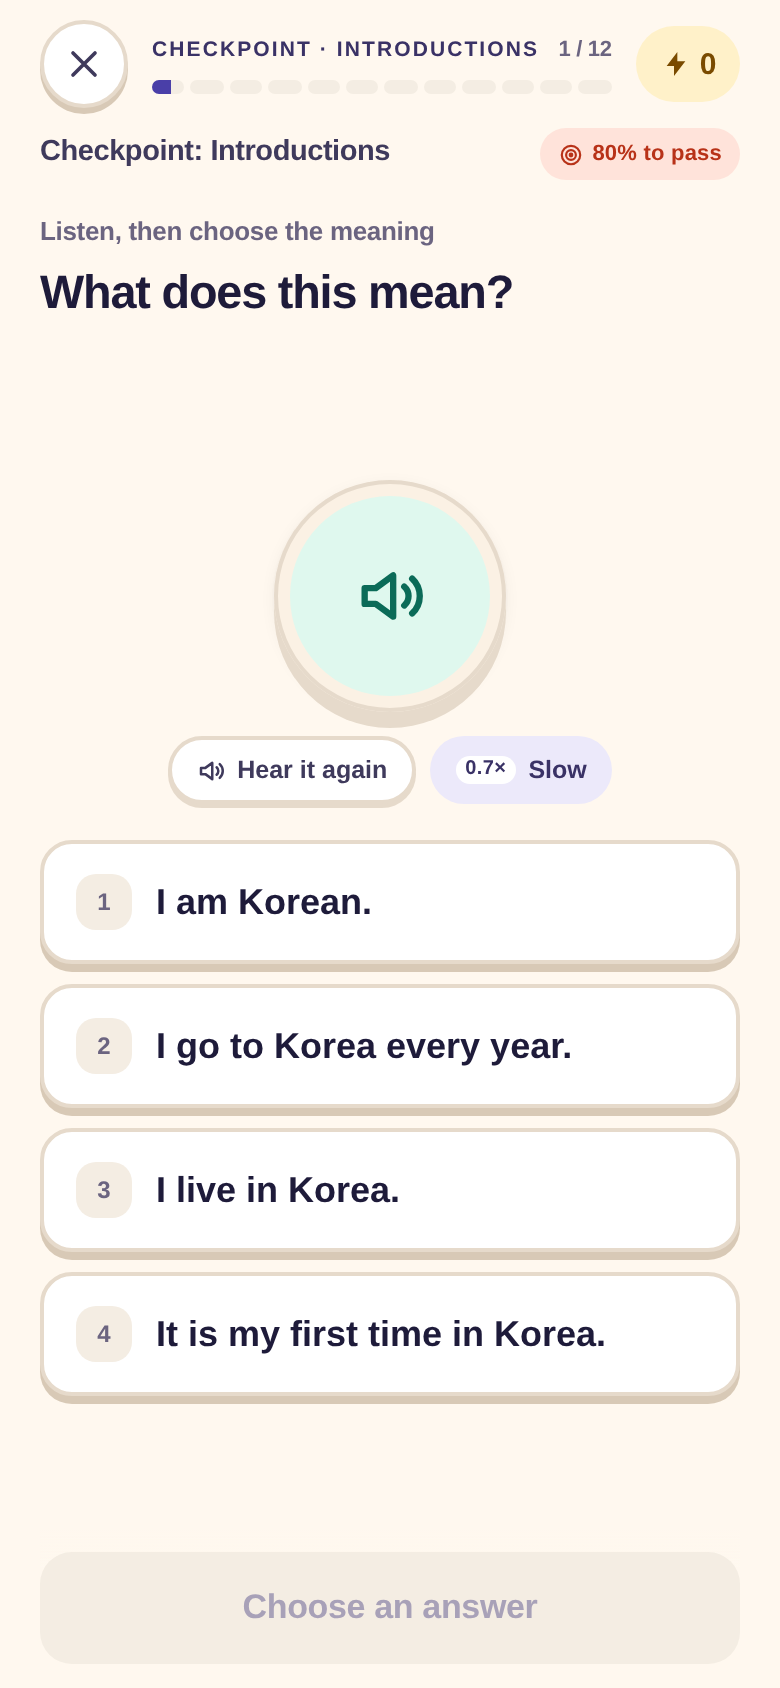 CHECKPOINT · INTRODUCTIONS 1 / 12
0
Checkpoint: Introductions
80% to pass
Listen, then choose the meaning
What does this mean?
Hear it again
0.7× Slow
1 I am Korean.
2 I go to Korea every year.
3 I live in Korea.
4 It is my first time in Korea.
Choose an answer